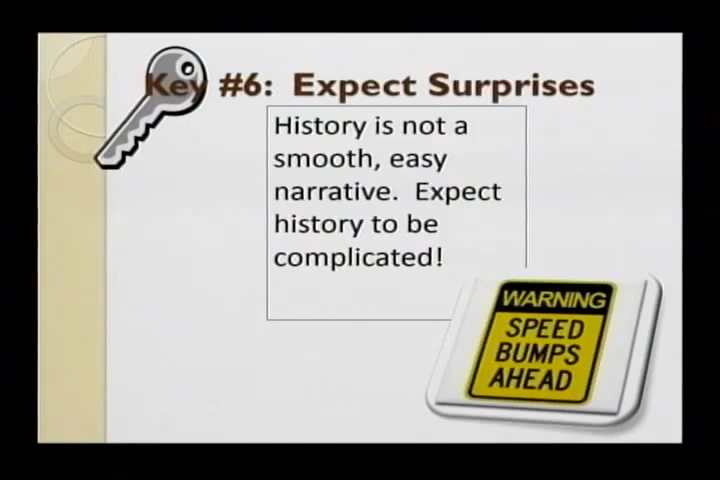 Key #6: Expect Surprises
History is not a
smooth, easy
narrative. Expect
history to be
complicated!
WARNING
SPEED
BUMPS
AHEAD